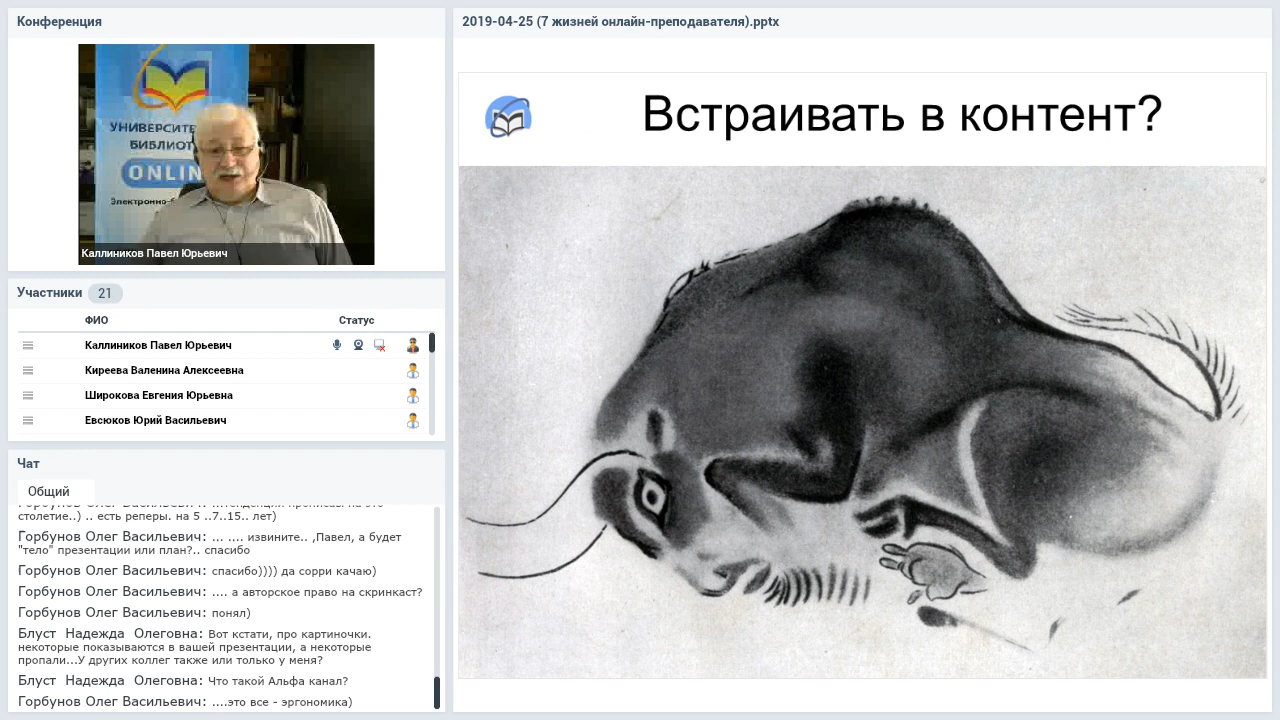 Конференция
УНИВЕРСИТЕ
БИБЛИОТ
ONLIN
Каллиников Павел Юрьевич
Участники 21
ФИО Статус
Каллиников Павел Юрьевич
Киреева Валенина Алексеевна
Широкова Евгения Юрьевна
Евсюков Юрий Васильевич
Чат
Общий
столетие..) .. есть реперы. на 5 ..7..15.. лет)
Горбунов Олег Васильевич: ... .... извините.. ,Павел, а будет
"тело" презентации или план?.. спасибо
Горбунов Олег Васильевич: спасибо)))) да сорри качаю)
Горбунов Олег Васильевич: .... а авторское право на скринкаст?
Горбунов Олег Васильевич: понял)
Блуст Надежда Олеговна: Вот кстати, про картиночки.
некоторые показываются в вашей презентации, а некоторые
пропали...У других коллег также или только у меня?
Блуст Надежда Олеговна: Что такой Альфа канал?
Горбунов Олег Васильевич: ....это все - эргономика)
2019-04-25 (7 жизней онлайн-преподавателя).pptx
Встраивать в контент?